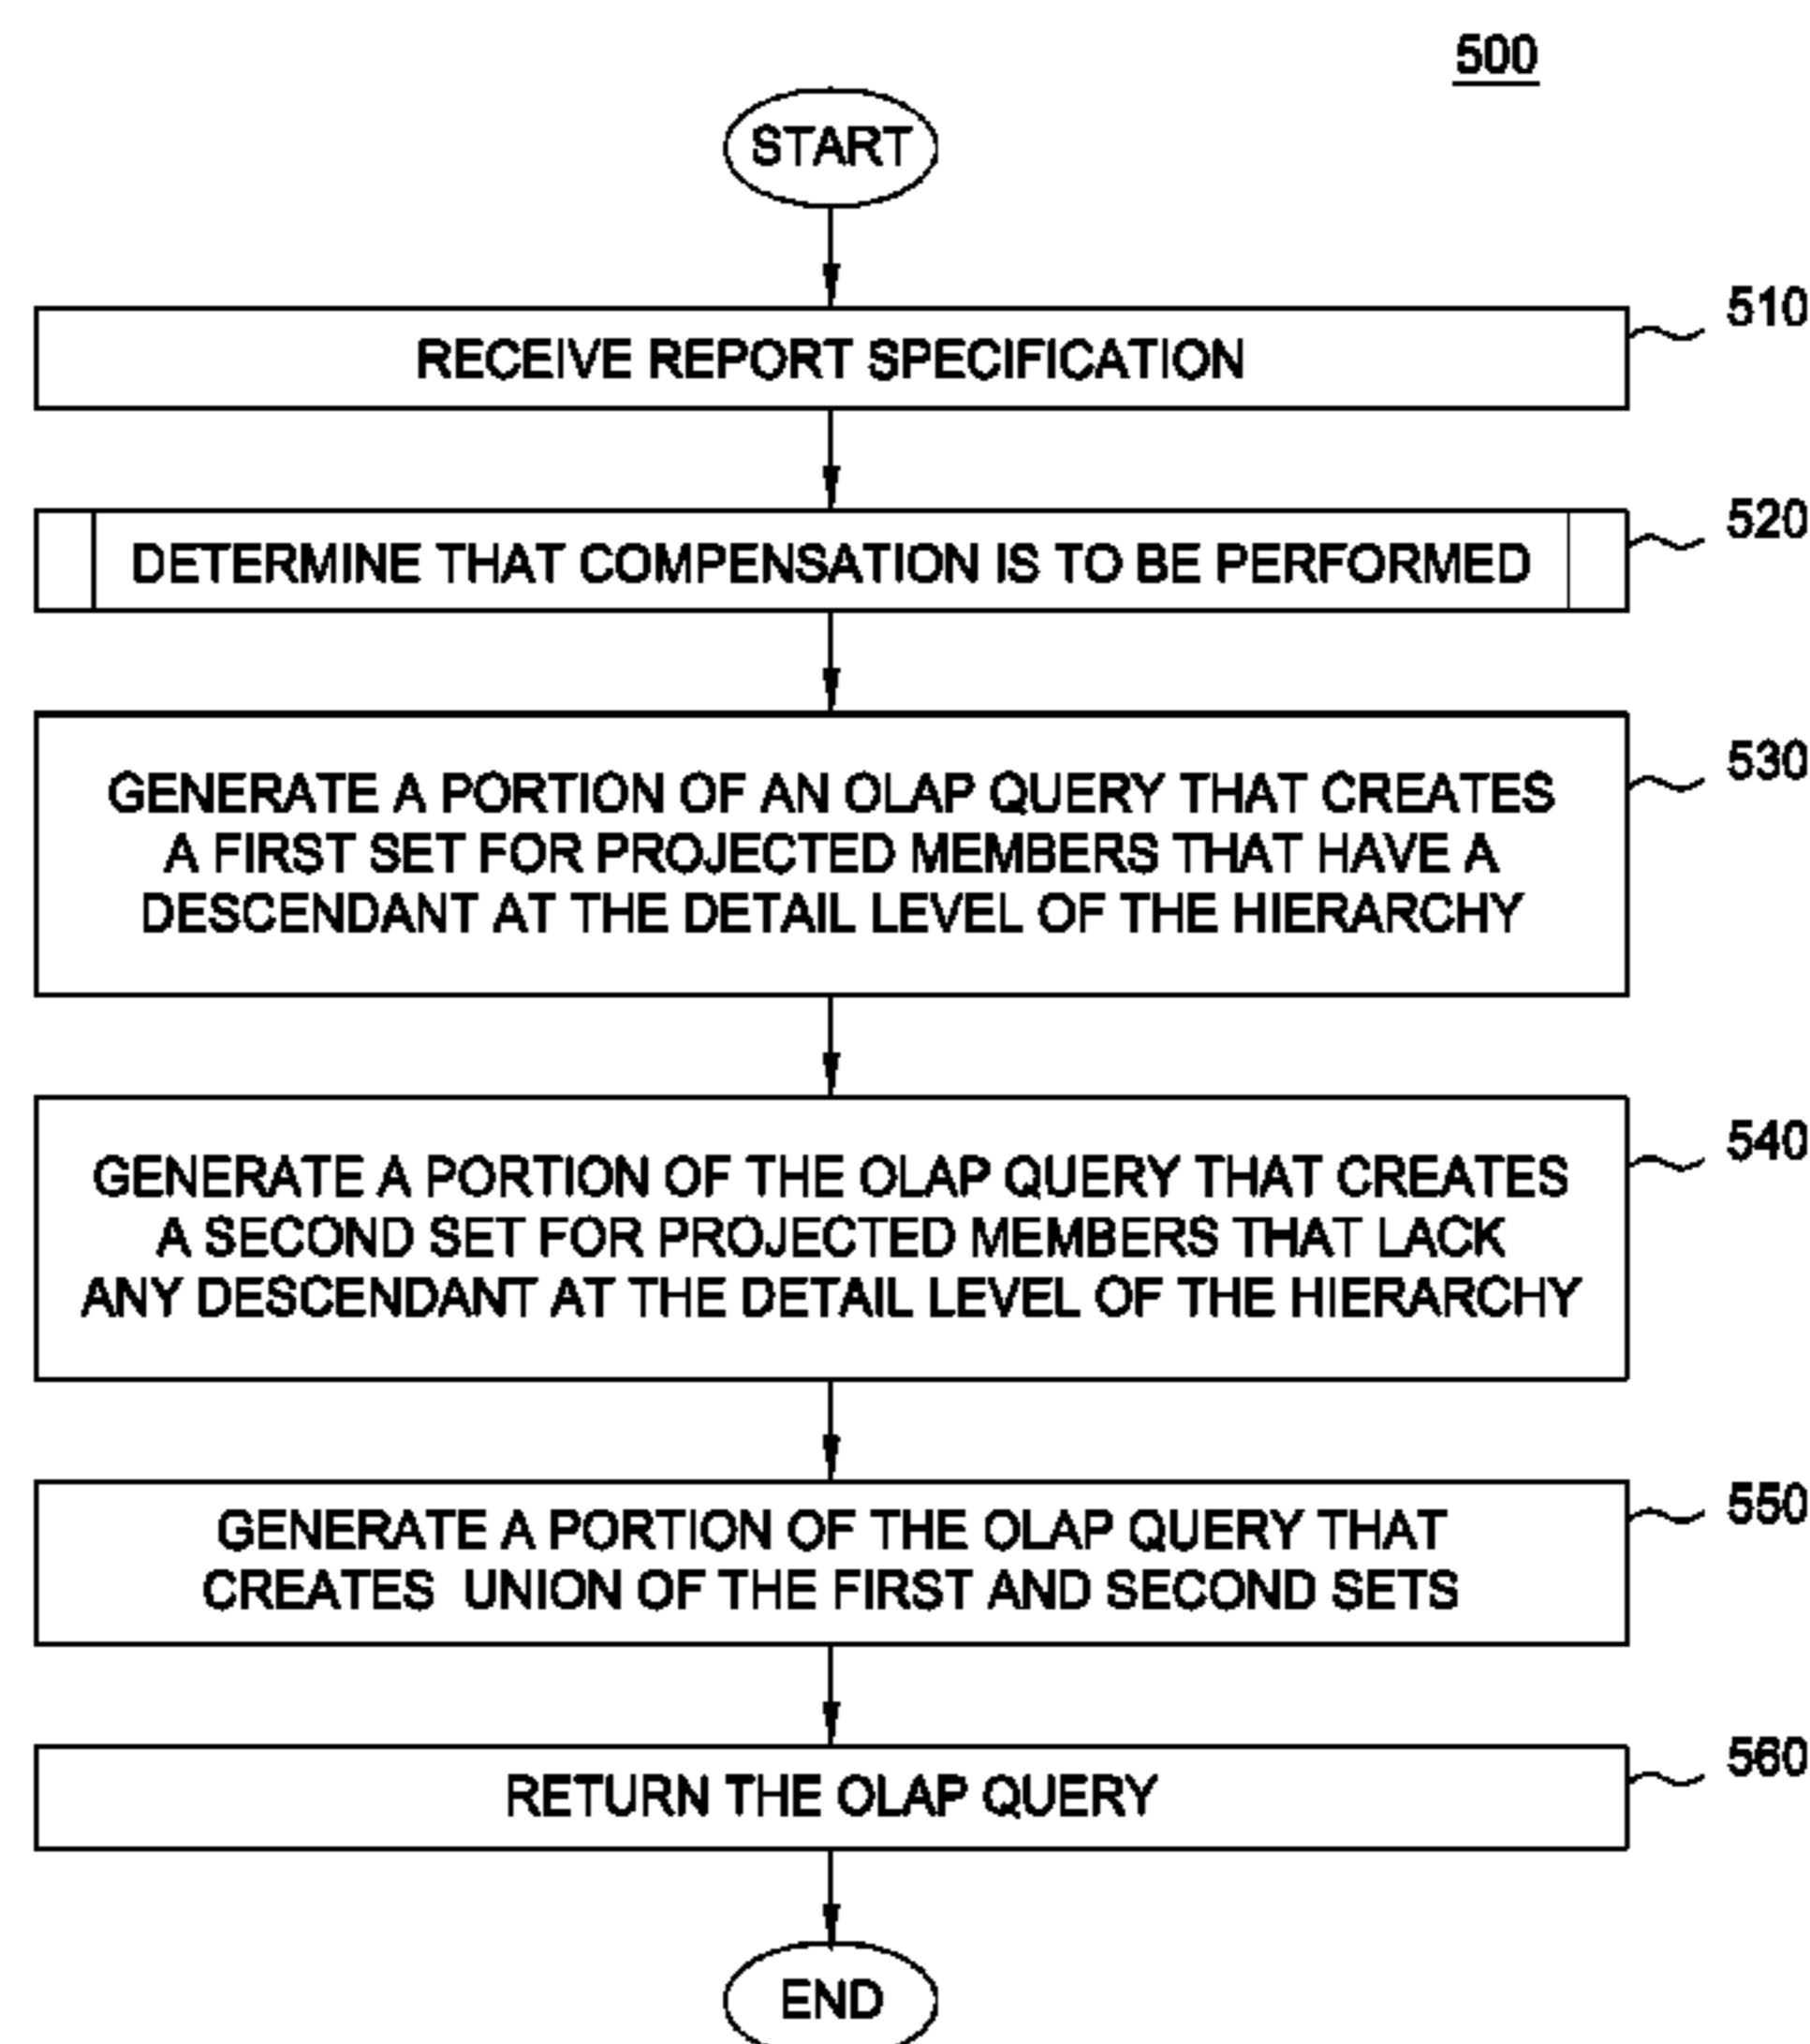 500
START
RECEIVE REPORT SPECIFICATION
510
DETERMINE THAT COMPENSATION IS TO BE PERFORMED
520
GENERATE A PORTION OF AN OLAP QUERY THAT CREATES
A FIRST SET FOR PROJECTED MEMBERS THAT HAVE A
DESCENDANT AT THE DETAIL LEVEL OF THE HIERARCHY
530
GENERATE A PORTION OF THE OLAP QUERY THAT CREATES
A SECOND SET FOR PROJECTED MEMBERS THAT LACK
ANY DESCENDANT AT THE DETAIL LEVEL OF THE HIERARCHY
540
GENERATE A PORTION OF THE OLAP QUERY THAT
CREATES UNION OF THE FIRST AND SECOND SETS
550
RETURN THE OLAP QUERY
560
END